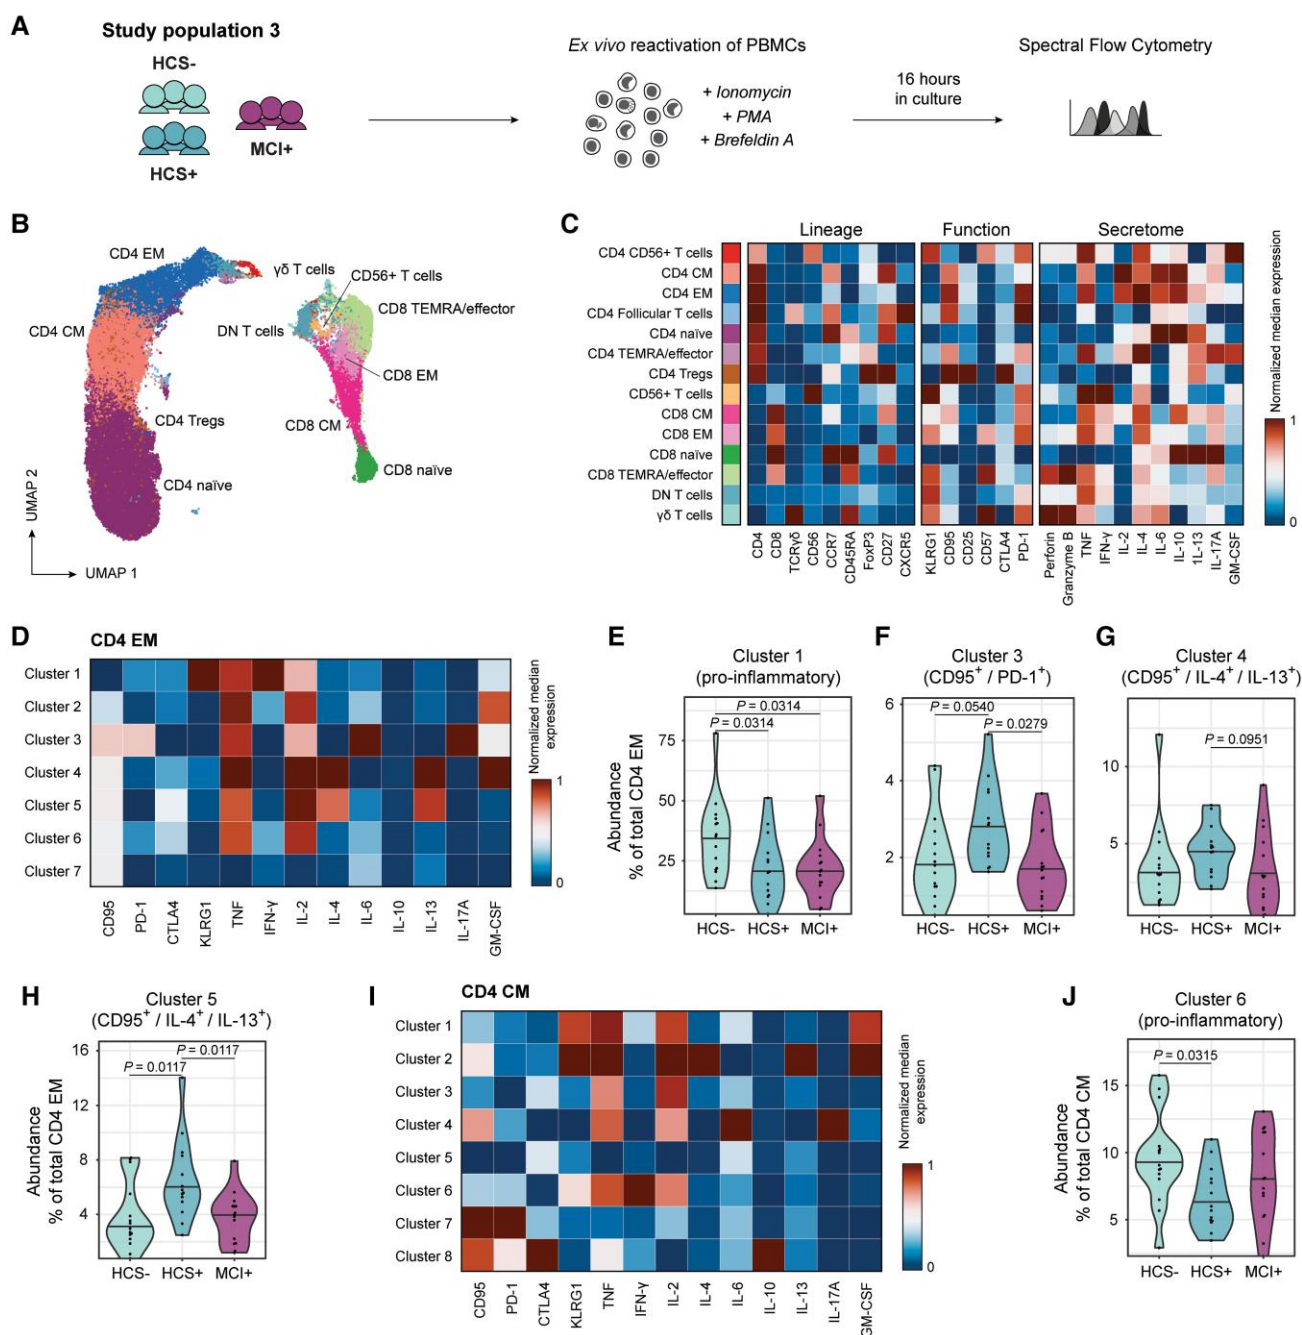 A
Study population 3
HCS-
HCS+
MCI+
Ex vivo reactivation of PBMCs
+ Ionomycin
+ PMA
+ Brefeldin A
16 hours
in culture
Spectral Flow Cytometry
B
CD4 EM
γδ T cells
CD56+ T cells
CD8 TEMRA/effector
CD4 CM
DN T cells
CD8 EM
CD4 Tregs
CD8 CM
CD4 naïve
CD8 naïve
UMAP 2
UMAP 1
C
Lineage
Function
Secretome
CD4 CD56+ T cells
CD4 CM
CD4 EM
CD4 Follicular T cells
CD4 naïve
CD4 TEMRA/effector
CD4 Tregs
CD56+ T cells
CD8 CM
CD8 EM
CD8 naïve
CD8 TEMRA/effector
DN T cells
γδ T cells
CD4
CD8
TCRγδ
CD56
CCR7
CD45RA
FoxP3
CD27
CXCR5
KLRG1
CD95
CD25
CD57
CTLA4
PD-1
Perforin
Granzyme B
TNF
IFN-γ
IL-2
IL-4
IL-6
IL-10
1L-13
IL-17A
GM-CSF
Normalized median expression
1
0
D
CD4 EM
Cluster 1
Cluster 2
Cluster 3
Cluster 4
Cluster 5
Cluster 6
Cluster 7
CD95
PD-1
CTLA4
KLRG1
TNF
IFN-γ
IL-2
IL-4
IL-6
IL-10
IL-13
IL-17A
GM-CSF
Normalized median
expression
1
0
E
Cluster 1
(pro-inflammatory)
P = 0.0314
P = 0.0314
75
50
25
Abundance
% of total CD4 EM
HCS-
HCS+
MCI+
F
Cluster 3
(CD95+ / PD-1+)
P = 0.0540
P = 0.0279
6
4
2
HCS-
HCS+
MCI+
G
Cluster 4
(CD95+ / IL-4+ / IL-13+)
P = 0.0951
10
5
HCS-
HCS+
MCI+
H
Cluster 5
(CD95+ / IL-4+ / IL-13+)
P = 0.0117
P = 0.0117
16
12
8
4
Abundance
% of total CD4 EM
HCS-
HCS+
MCI+
I
CD4 CM
Cluster 1
Cluster 2
Cluster 3
Cluster 4
Cluster 5
Cluster 6
Cluster 7
Cluster 8
CD95
PD-1
CTLA4
KLRG1
TNF
IFN-γ
IL-2
IL-4
IL-6
IL-10
IL-13
IL-17A
GM-CSF
Normalized median
expression
1
0
J
Cluster 6
(pro-inflammatory)
P = 0.0315
15
10
5
Abundance
% of total CD4 CM
HCS-
HCS+
MCI+